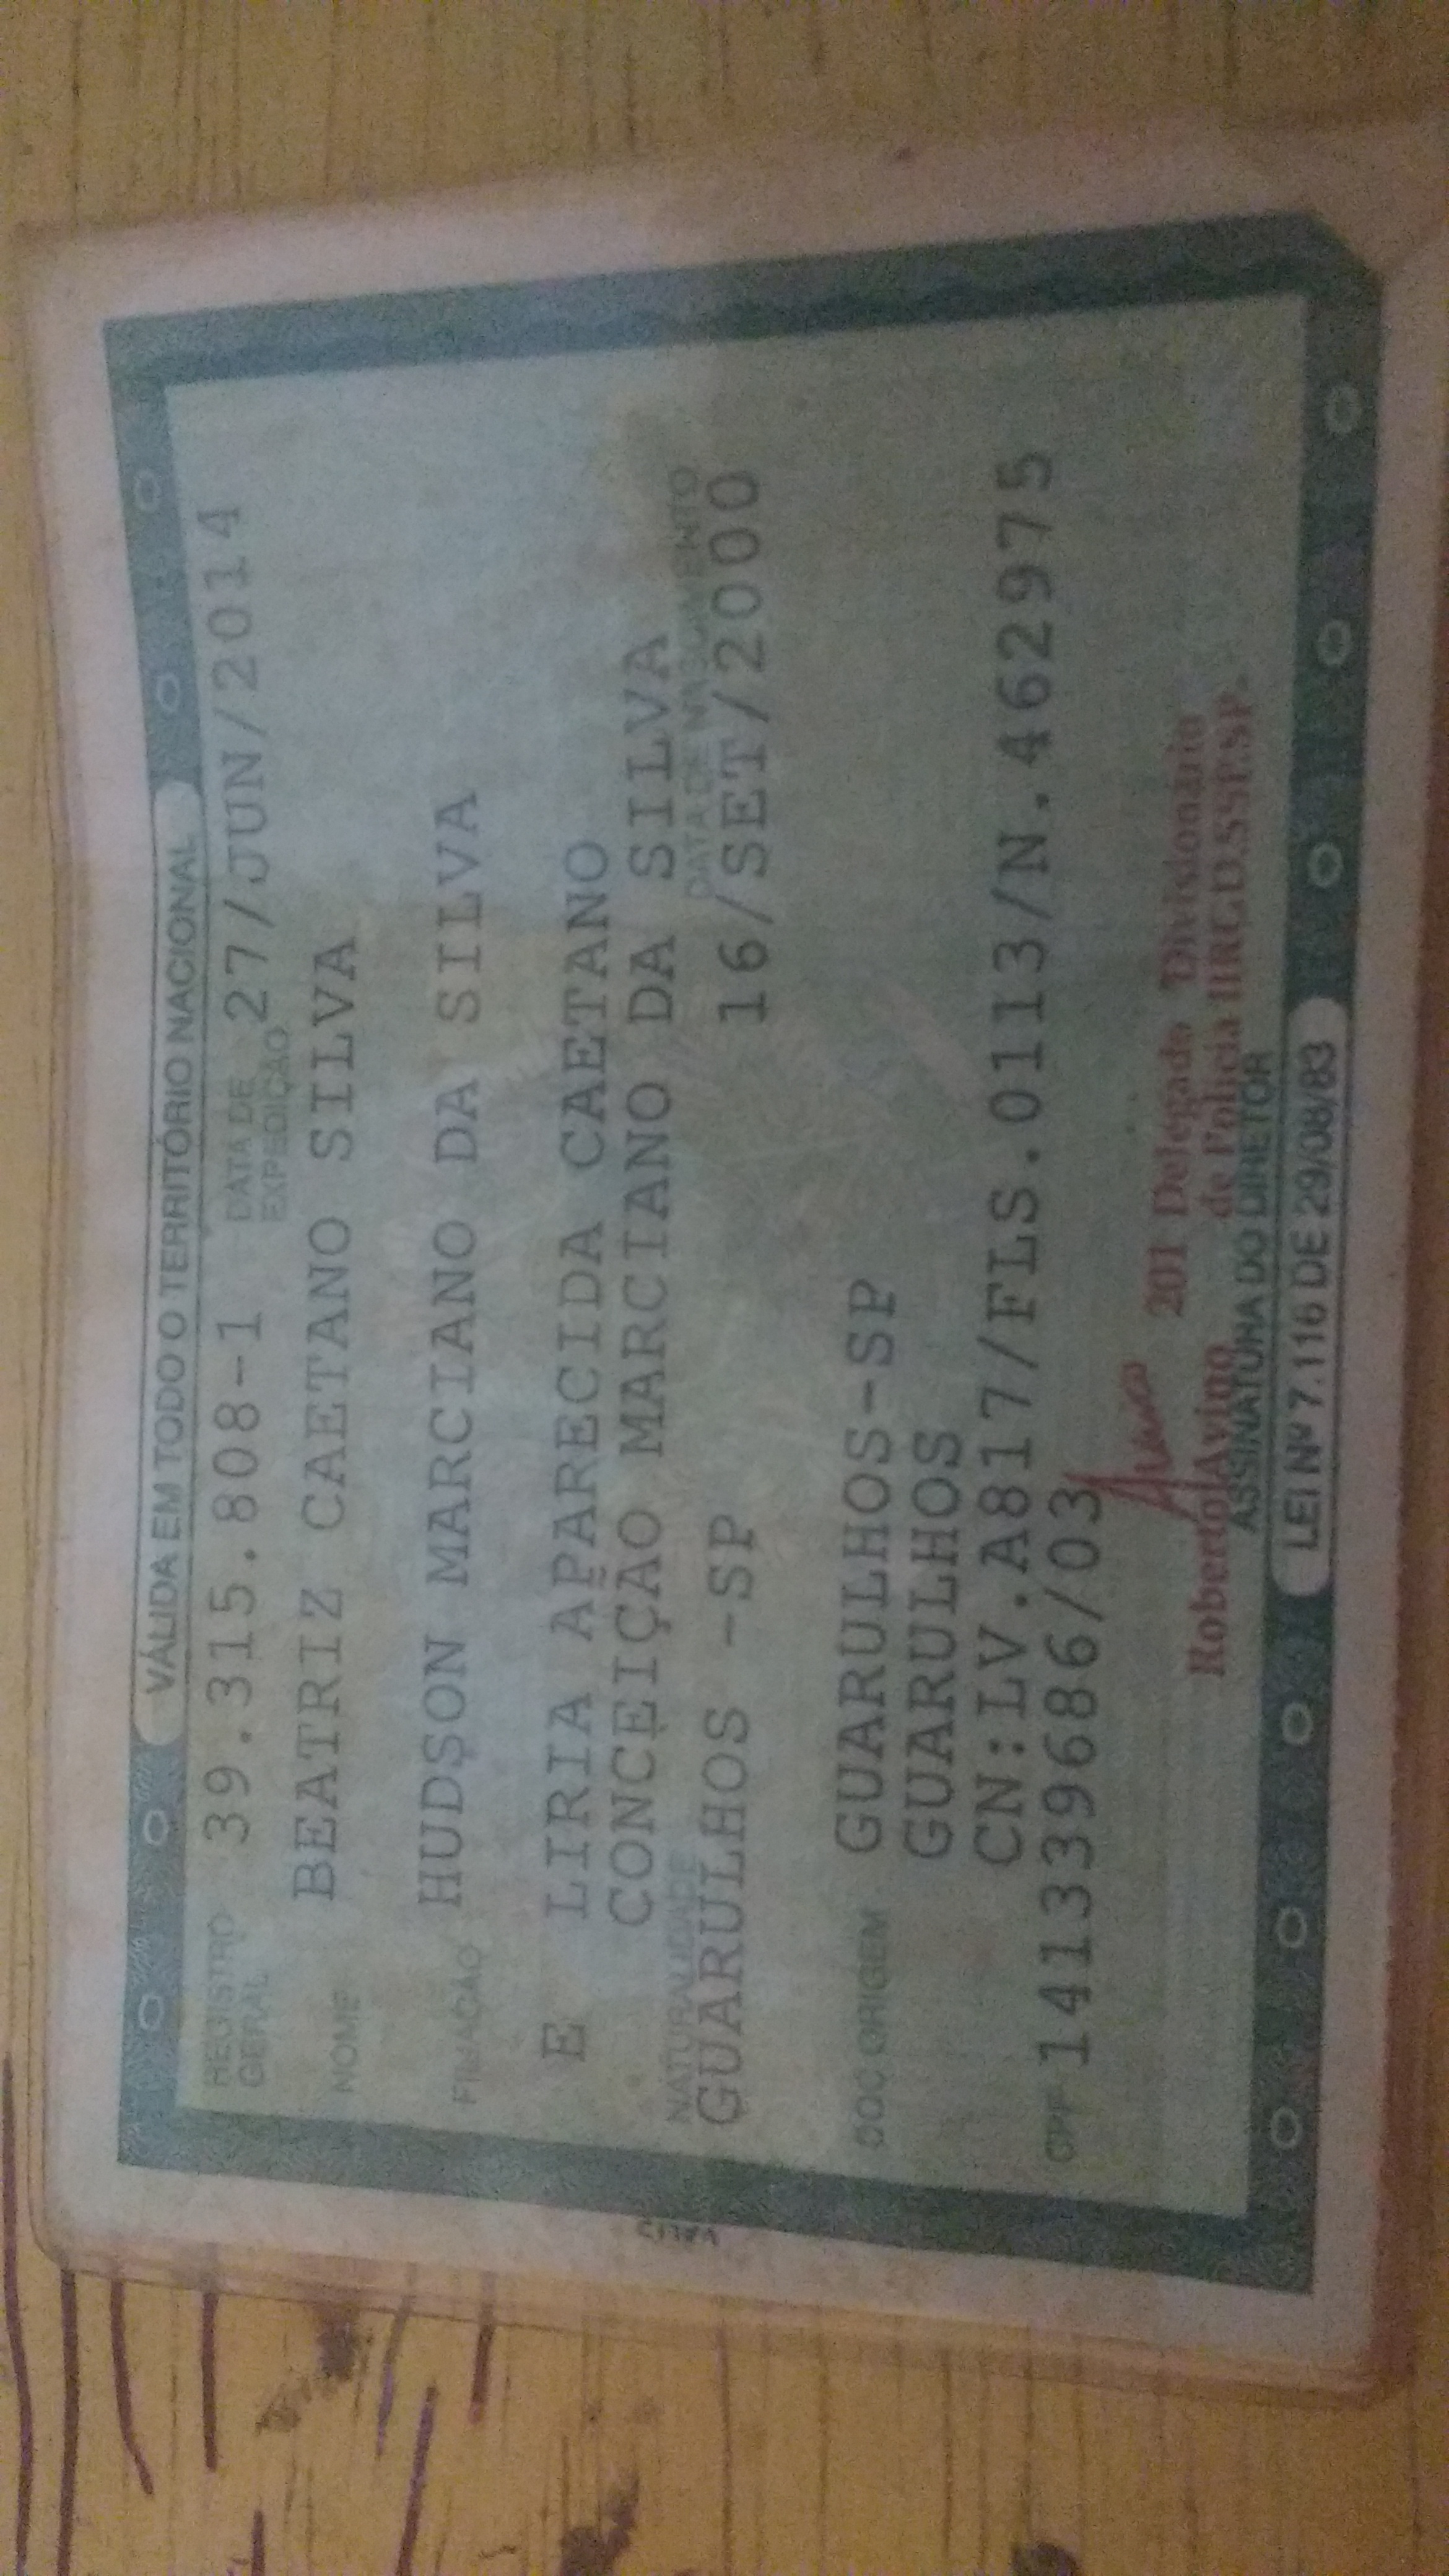 VÁLIDA EM TODO O TERRITÓRIO NACIONAL
REGISTRO GERAL 39.315.808-1 DATA DE EXPEDIÇÃO 27/JUN/2014
NOME BEATRIZ CAETANO SILVA
FILIAÇÃO HUDSON MARCIANO DA SILVA
E LIRIA APARECIDA CAETANO
CONCEIÇÃO MARCIANO DA SILVA
NATURALIDADE DATA DE NASCIMENTO
GUARULHOS -SP 16/SET/2000
DOC ORIGEM GUARULHOS-SP
GUARULHOS
CN:LV.A817/FLS.0113/N.462975
CPF 141339686/03
201 Delegado Divisionário
Roberto Avino de Polícia IIRGD.SSP.SP.
ASSINATURA DO DIRETOR
LEI Nº 7.116 DE 29/08/83